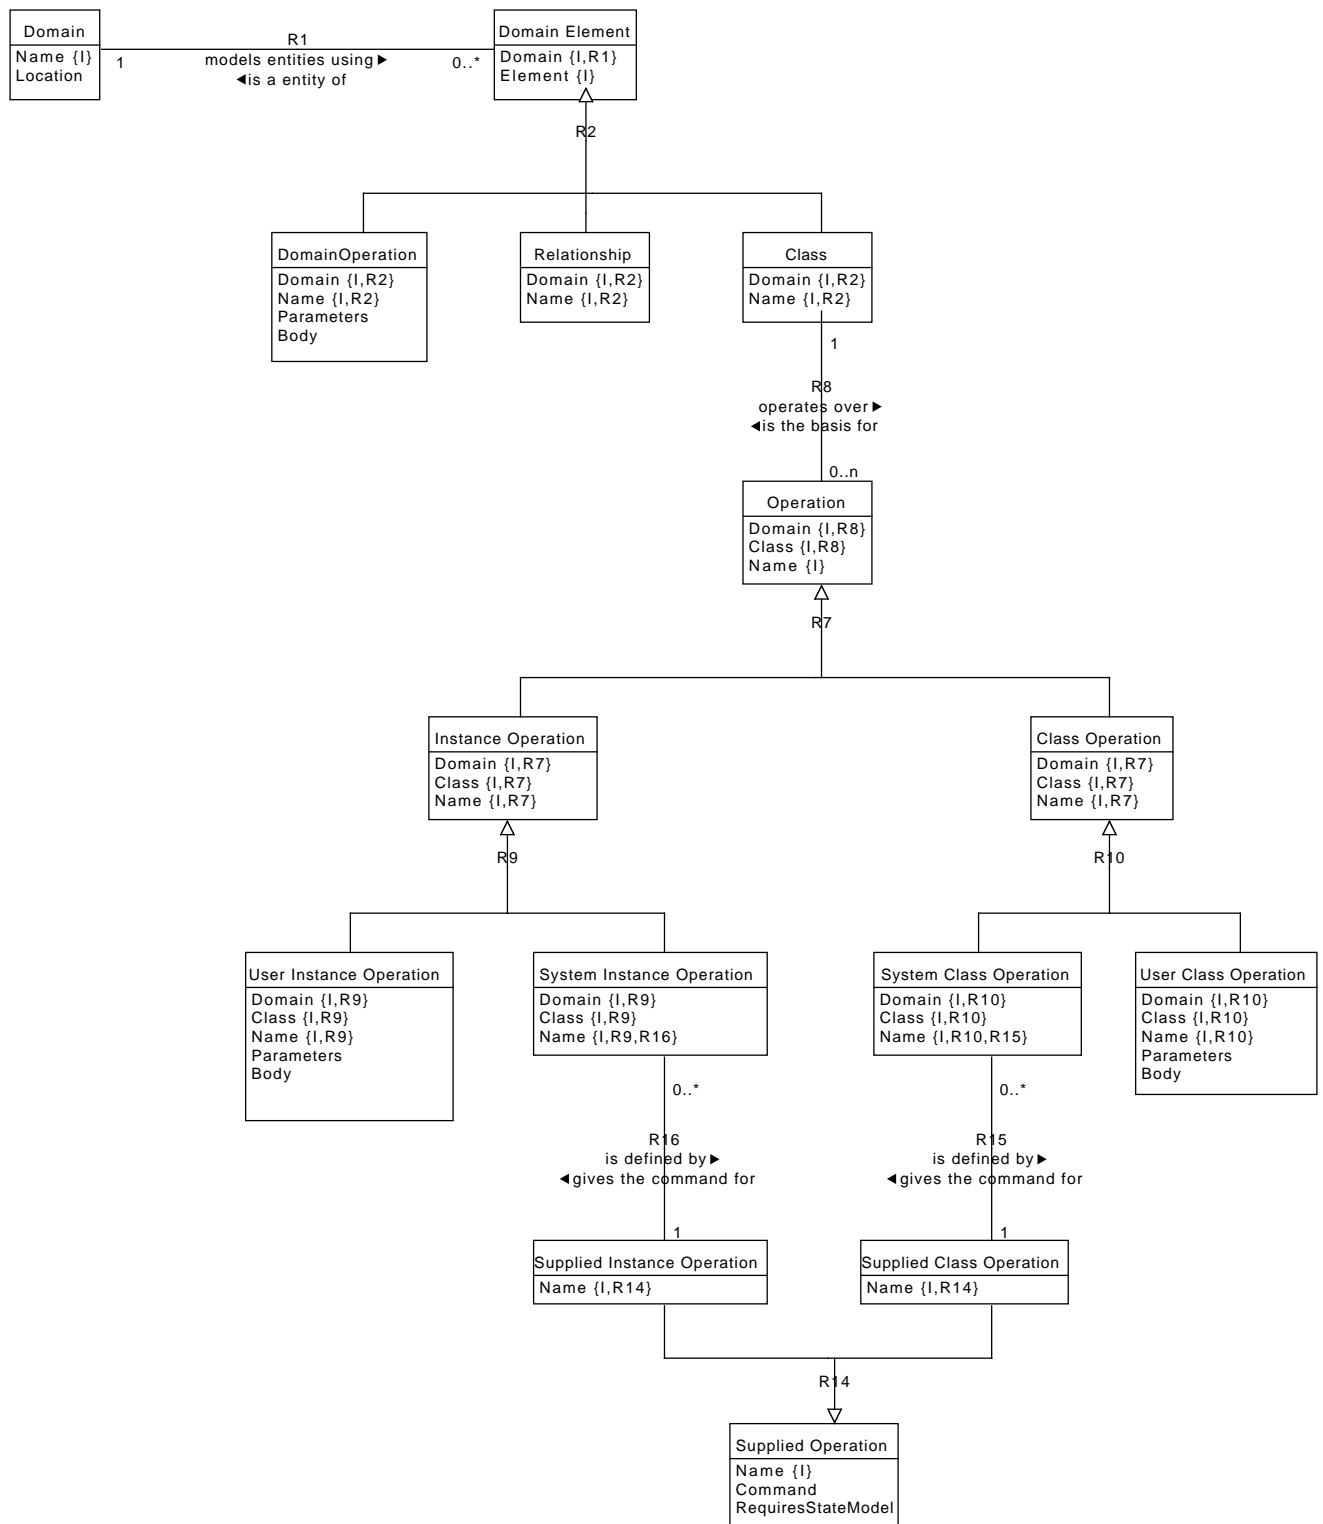 Domain
Name {I}
Location
R1
1
models entities using ►
0..*
◄is a entity of
Domain Element
Domain {I,R1}
Element {I}
R2
DomainOperation
Domain {I,R2}
Name {I,R2}
Parameters
Body
Relationship
Domain {I,R2}
Name {I,R2}
Class
Domain {I,R2}
Name {I,R2}
1
R8
operates over ►
◄is the basis for
0..n
Operation
Domain {I,R8}
Class {I,R8}
Name {I}
R7
Instance Operation
Domain {I,R7}
Class {I,R7}
Name {I,R7}
Class Operation
Domain {I,R7}
Class {I,R7}
Name {I,R7}
R9
R10
User Instance Operation
Domain {I,R9}
Class {I,R9}
Name {I,R9}
Parameters
Body
System Instance Operation
Domain {I,R9}
Class {I,R9}
Name {I,R9,R16}
System Class Operation
Domain {I,R10}
Class {I,R10}
Name {I,R10,R15}
User Class Operation
Domain {I,R10}
Class {I,R10}
Name {I,R10}
Parameters
Body
0..*
R16
is defined by ►
◄ gives the command for
1
0..*
R15
is defined by ►
◄ gives the command for
1
Supplied Instance Operation
Name {I,R14}
Supplied Class Operation
Name {I,R14}
R14
Supplied Operation
Name {I}
Command
RequiresStateModel